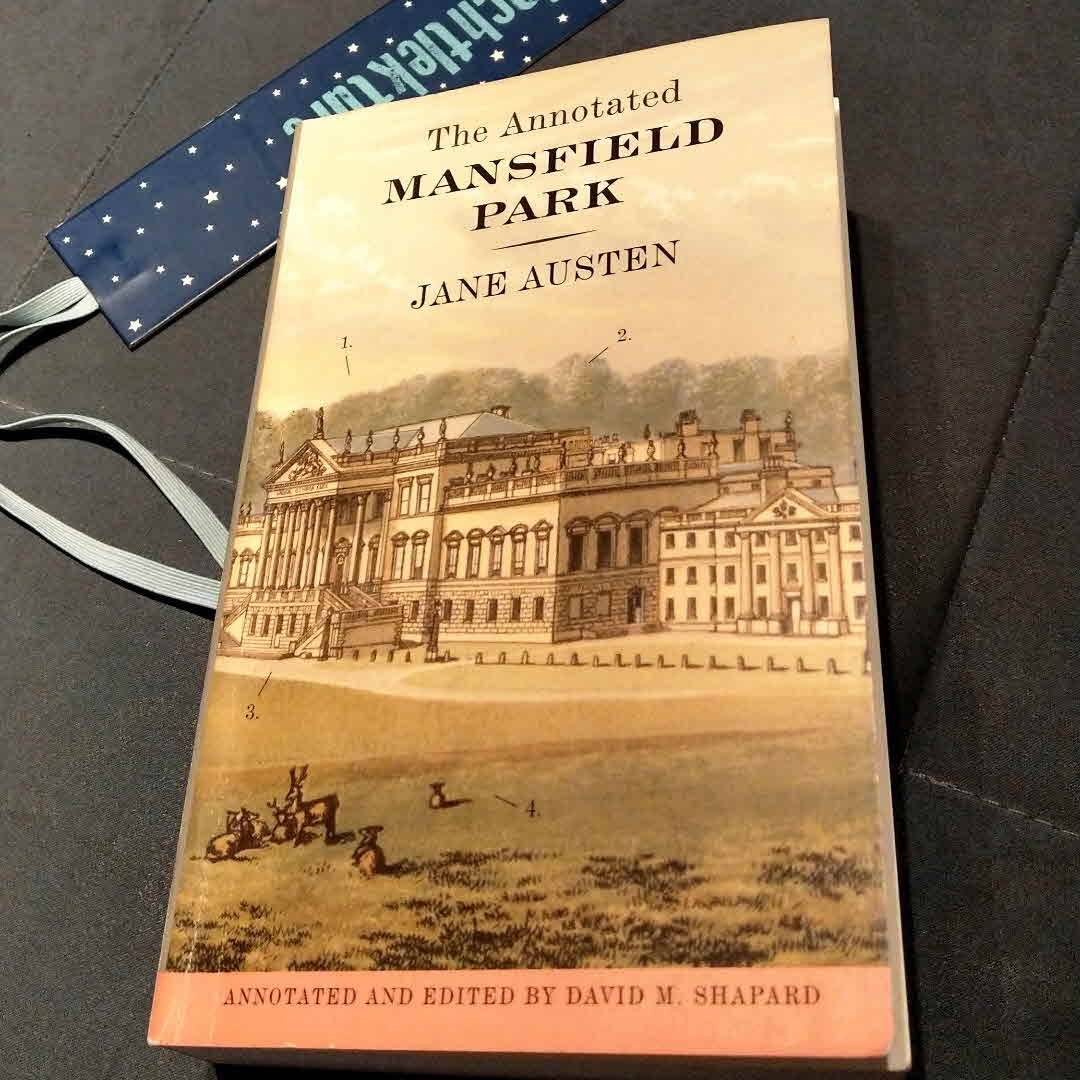 The Annotated
MANSFIELD
PARK
JANE AUSTEN
1.
2.
3.
4.
ANNOTATED AND EDITED BY DAVID M. SHAPARD